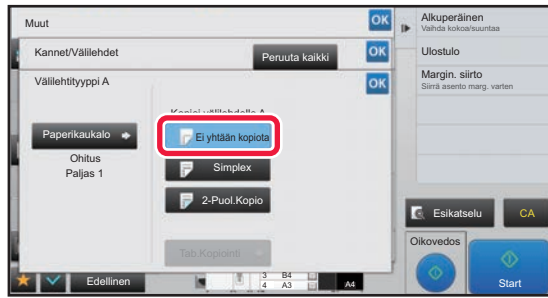 Muut
OK
Kannet/Välilehdet
Peruuta kaikki
OK
Välilehtityyppi A
OK
Kopioi välilehdelle A
Paperikaukalo
Ohitus
Paljas 1
Ei yhtään kopiota
Simplex
2-Puol.Kopio
Tab Kopiointi
Edellinen
3 B4
4 A3
A4
Alkuperäinen
Vaihda kokoa/suuntaa
Ulostulo
Margin. siirto
Siirrä asento marg. varten
Esikatselu
CA
Oikovedos
Start